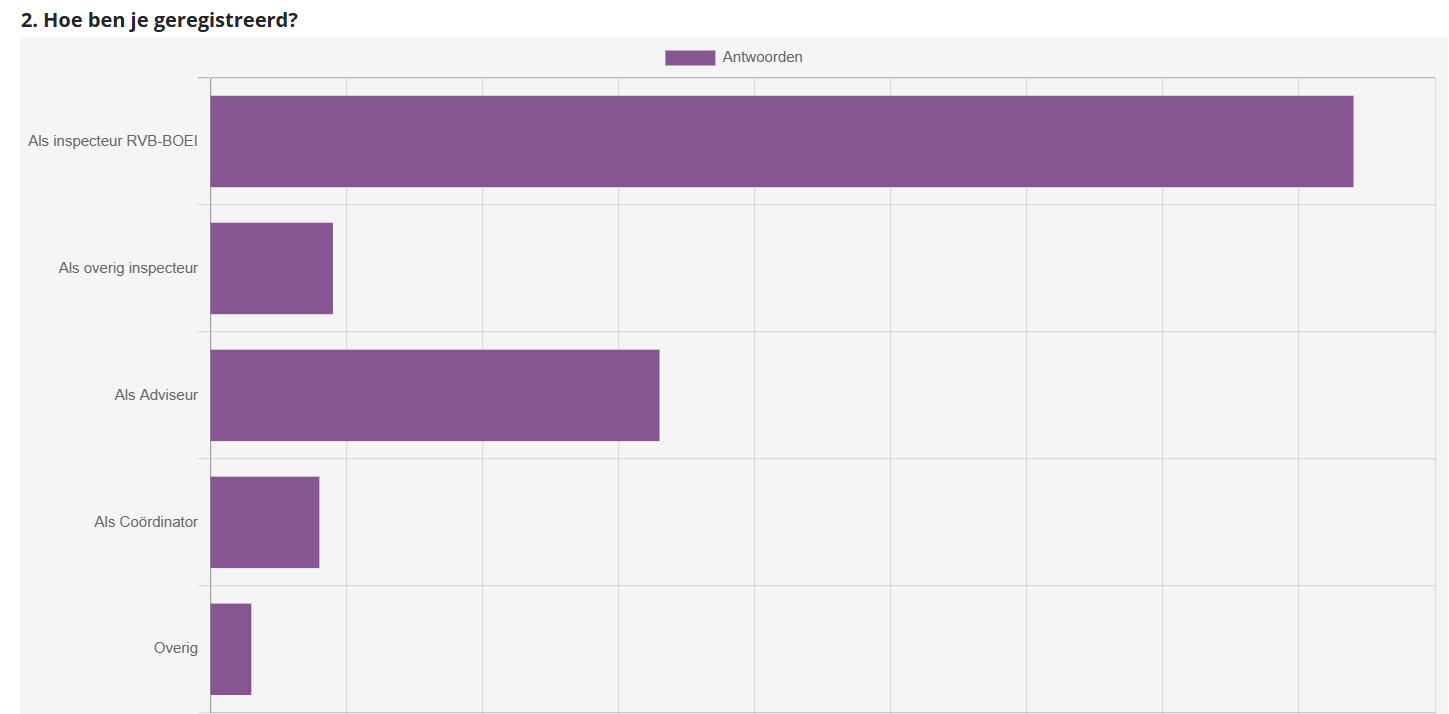 2. Hoe ben je geregistreerd?
Antwoorden
Als inspecteur RVB-BOEI
Als overig inspecteur
Als Adviseur
Als Coördinator
Overig